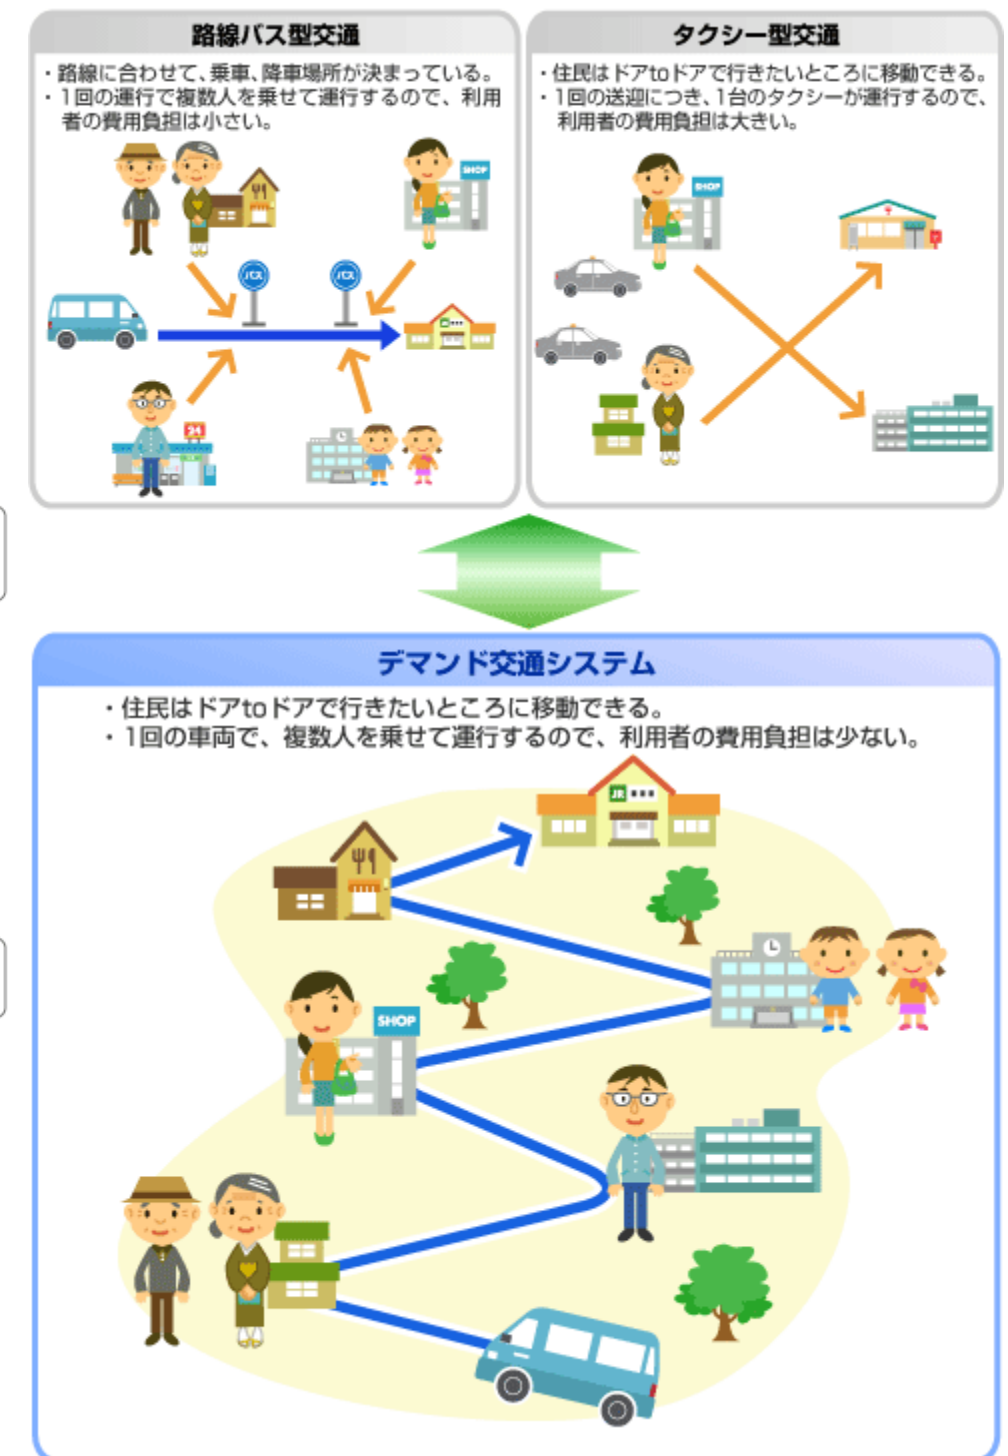 路線バス型交通
・路線に合わせて、乗車、降車場所が決まっている。
・1回の運行で複数人を乗せて運行するので、利用
者の費用負担は小さい。
SHOP
バス
バス
24
タクシー型交通
・住民はドアtoドアで行きたいところに移動できる。
・1回の送迎につき、1台のタクシーが運行するので、
利用者の費用負担は大きい。
SHOP
デマンド交通システム
・住民はドアtoドアで行きたいところに移動できる。
・1回の車両で、複数人を乗せて運行するので、利用者の費用負担は少ない。
JR
SHOP